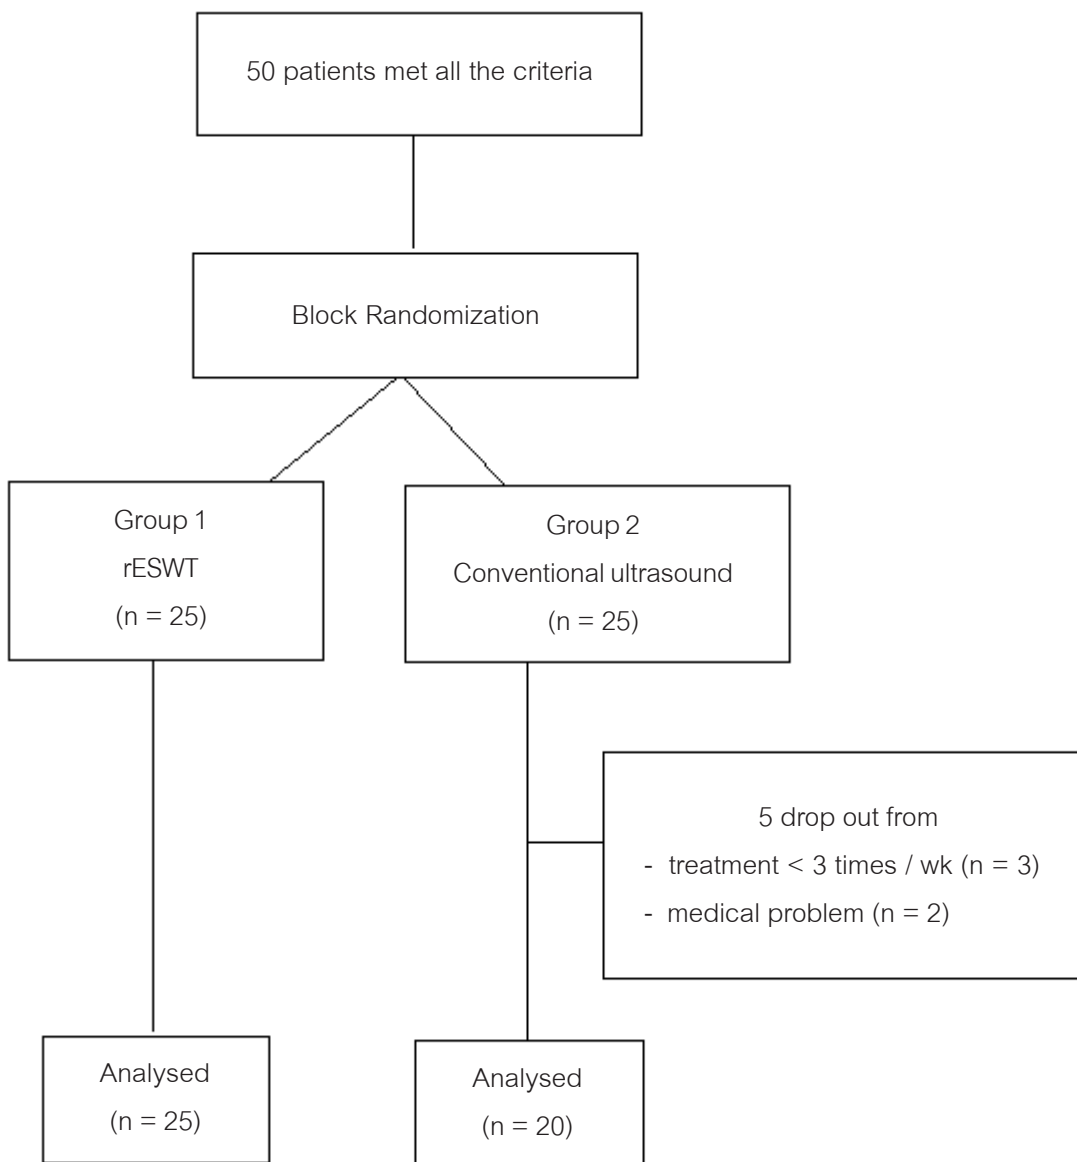 50 patients met all the criteria
Block Randomization
Group 1
rESWT
(n = 25)
Group 2
Conventional ultrasound
(n = 25)
5 drop out from
- treatment < 3 times / wk (n = 3)
- medical problem (n = 2)
Analysed
(n = 25)
Analysed
(n = 20)